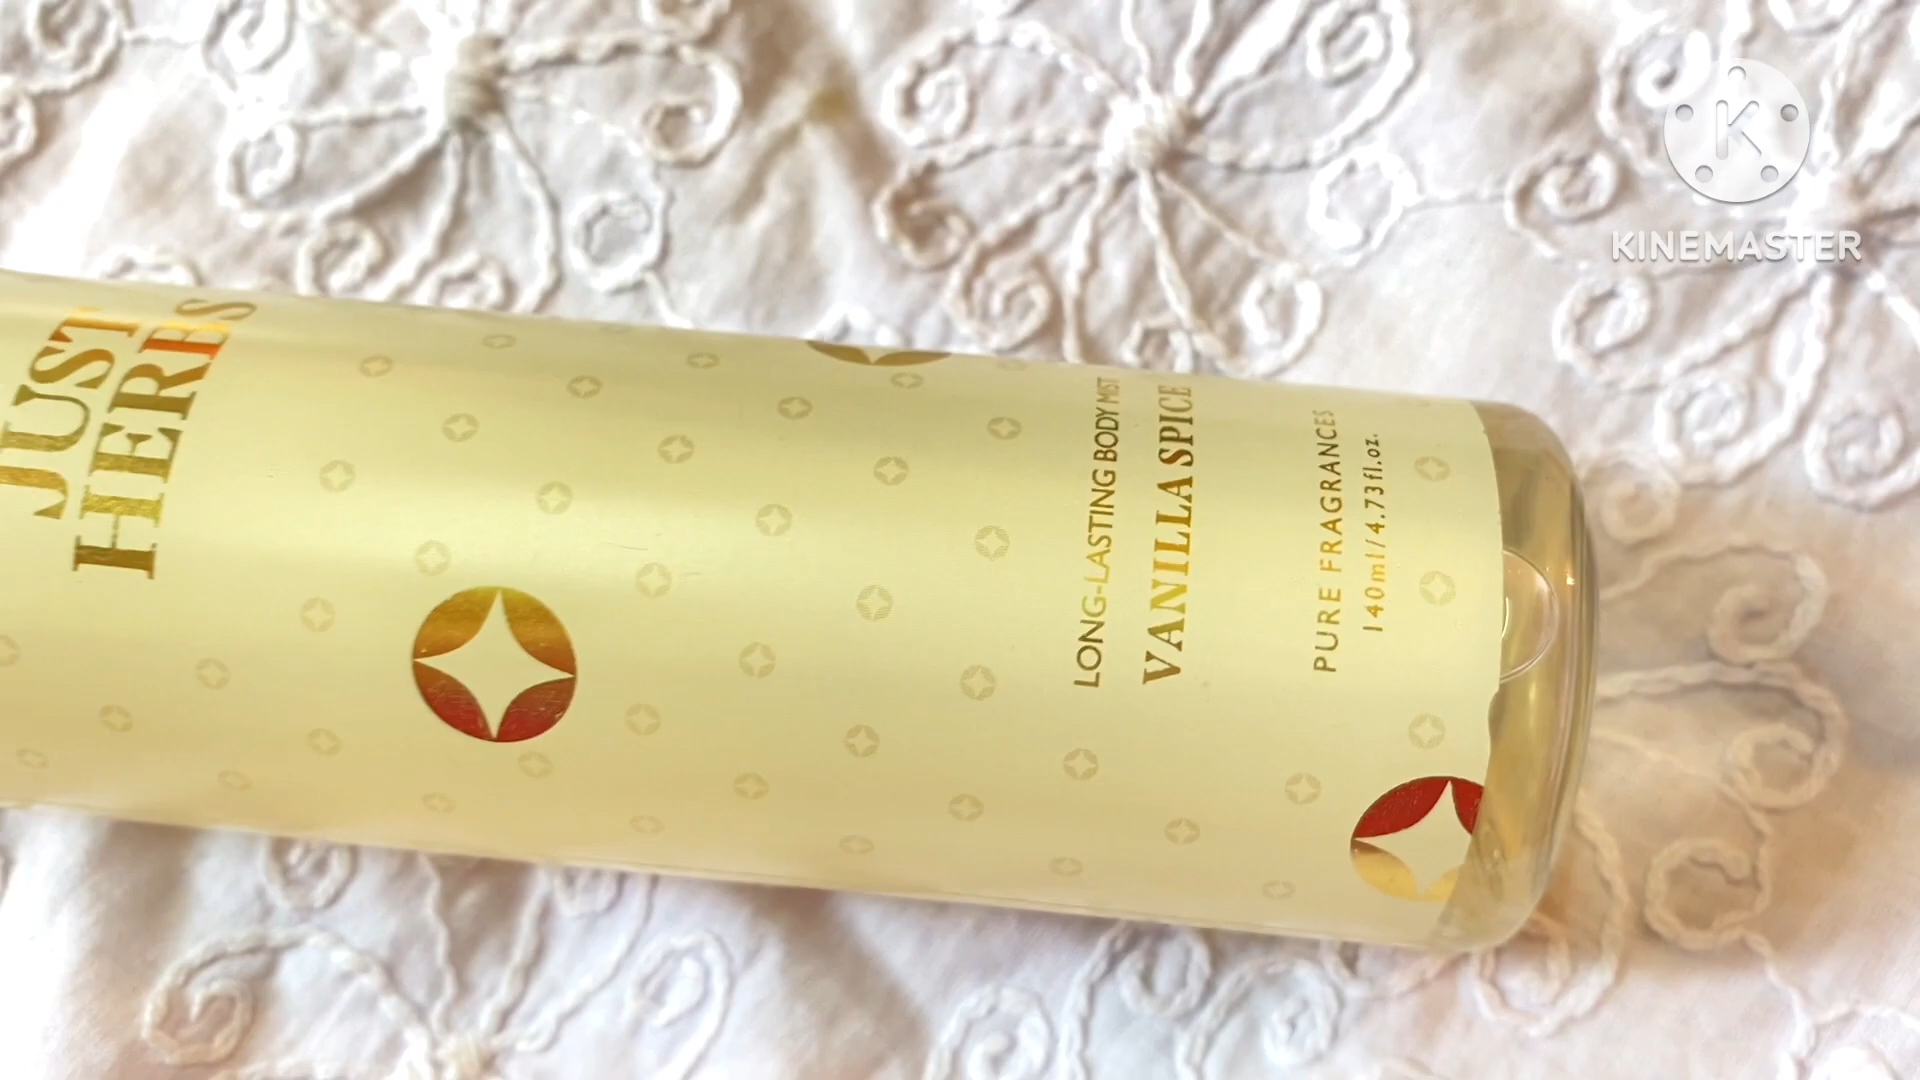 JUST
HERBS
LONG-LASTING BODY MIST
VANILLA SPICE
PURE FRAGRANCES
140ml/4.73fl.oz.
K
KINEMASTER